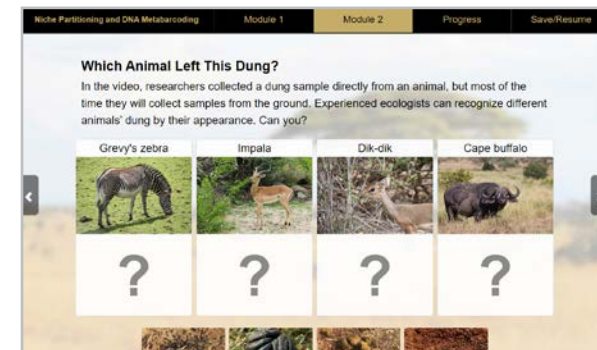 Niche Partitioning and DNA Metabarcoding Module 1 Module 2 Progress Save/Resume
Which Animal Left This Dung?
In the video, researchers collected a dung sample directly from an animal, but most of the
time they will collect samples from the ground. Experienced ecologists can recognize different
animals' dung by their appearance. Can you?
Grevy's zebra Impala Dik-dik Cape buffalo
? ? ? ?